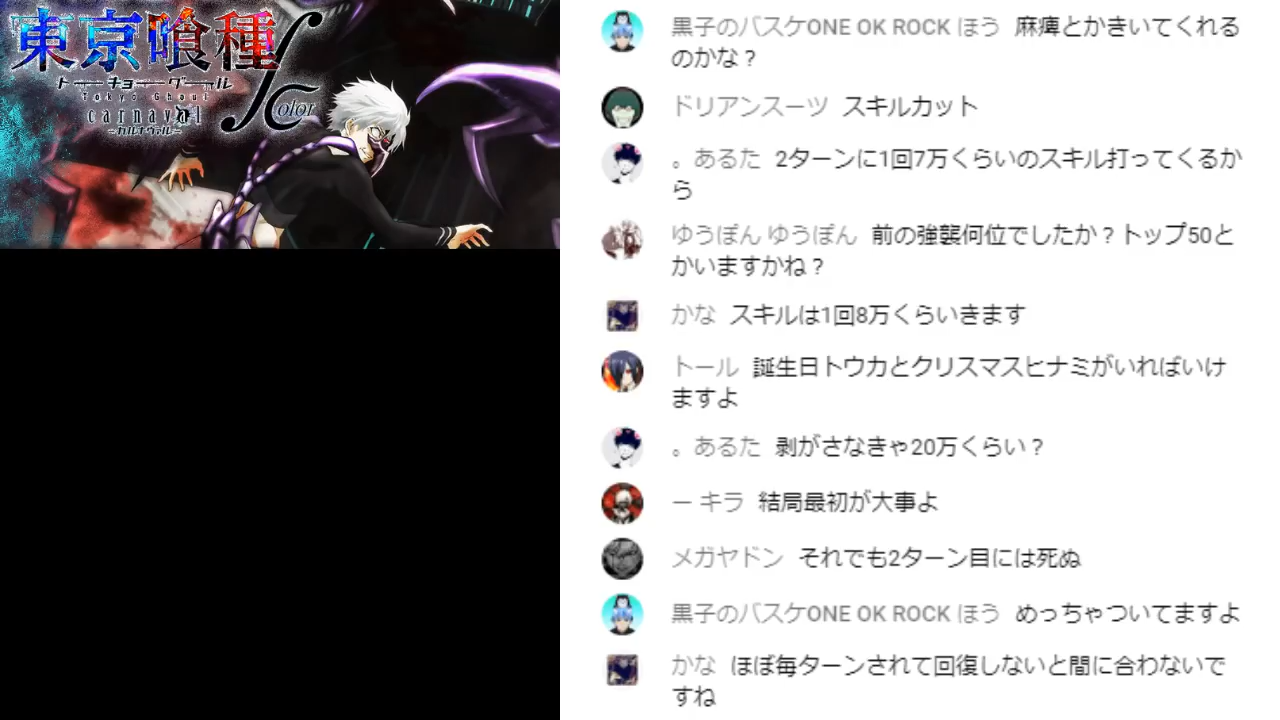 東京喰種
トーキョーグール
Tokyo Ghoul
carnaval
∫Color
～カルナヴァル～
黒子のバスケONE OK ROCK ほう 麻痺とかきいてくれる
のかな？
ドリアンスーツ スキルカット
。あるた 2ターンに1回7万くらいのスキル打ってくるか
ら
ゆうぽん ゆうぽん 前の強襲何位でしたか？トップ50と
かいますかね？
かな スキルは1回8万くらいきます
トール 誕生日トウカとクリスマスヒナミがいればいけ
ますよ
。あるた 剥がさなきゃ20万くらい？
ー キラ 結局最初が大事よ
メガヤドン それでも2ターン目には死ぬ
黒子のバスケONE OK ROCK ほう めっちゃついてますよ
かな ほぼ毎ターンされて回復しないと間に合わないで
すね